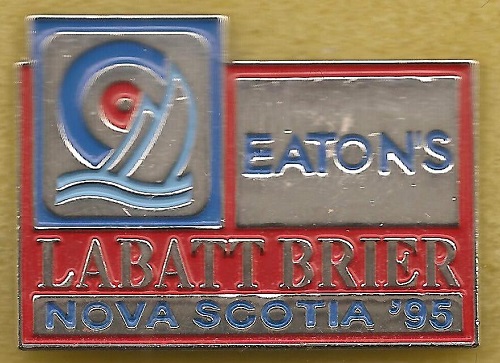 EATON'S
LABATT BRIER
NOVA SCOTIA '95